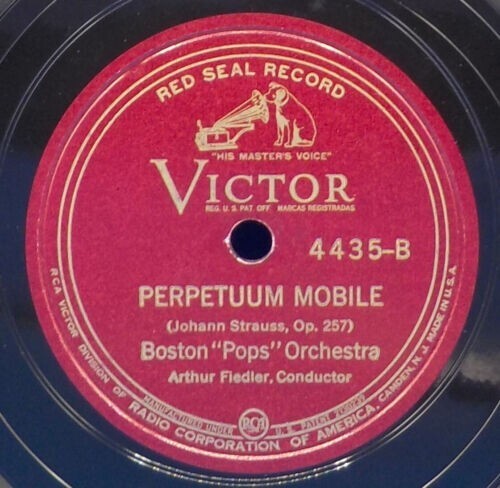 RED SEAL RECORD
"HIS MASTER'S VOICE"
VICTOR
REG. U.S. PAT. OFF. MARCAS REGISTRADAS
4435-B
PERPETUUM MOBILE
(Johann Strauss, Op. 257)
Boston "Pops" Orchestra
Arthur Fiedler, Conductor
MANUFACTURED UNDER RCA U.S. PATENT
RCA VICTOR DIVISION OF RADIO CORPORATION OF AMERICA, CAMDEN, N. J. MADE IN U.S.A.